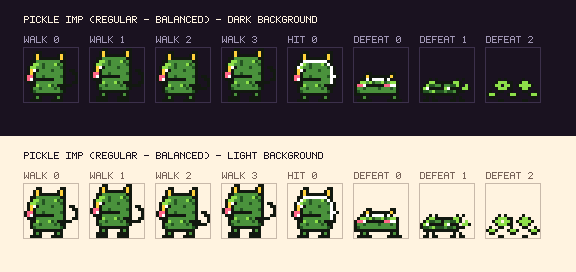 PICKLE IMP (REGULAR - BALANCED) - DARK BACKGROUND
WALK 0 WALK 1 WALK 2 WALK 3 HIT 0 DEFEAT 0 DEFEAT 1 DEFEAT 2
PICKLE IMP (REGULAR - BALANCED) - LIGHT BACKGROUND
WALK 0 WALK 1 WALK 2 WALK 3 HIT 0 DEFEAT 0 DEFEAT 1 DEFEAT 2